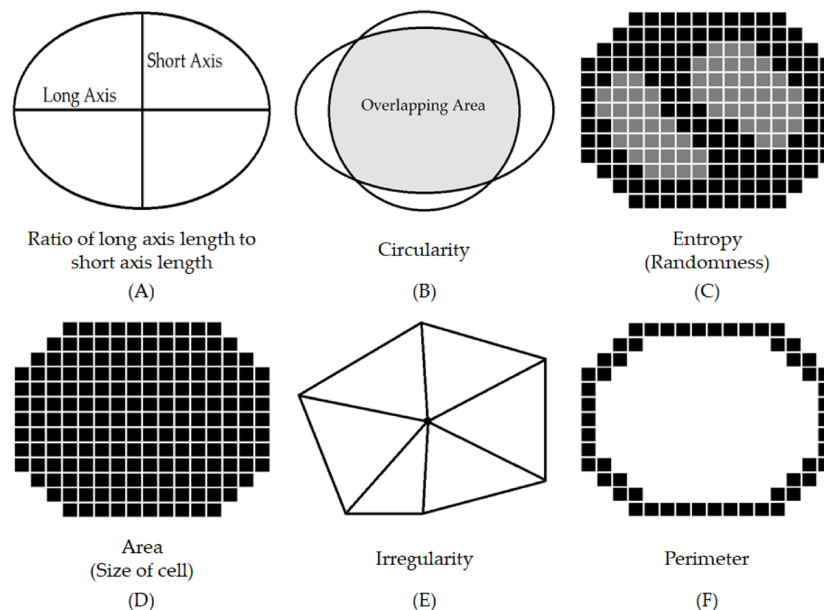 Short Axis
Long Axis
Ratio of long axis length to
short axis length
(A)
Overlapping Area
Circularity
(B)
Entropy
(Randomness)
(C)
Area
(Size of cell)
(D)
Irregularity
(E)
Perimeter
(F)